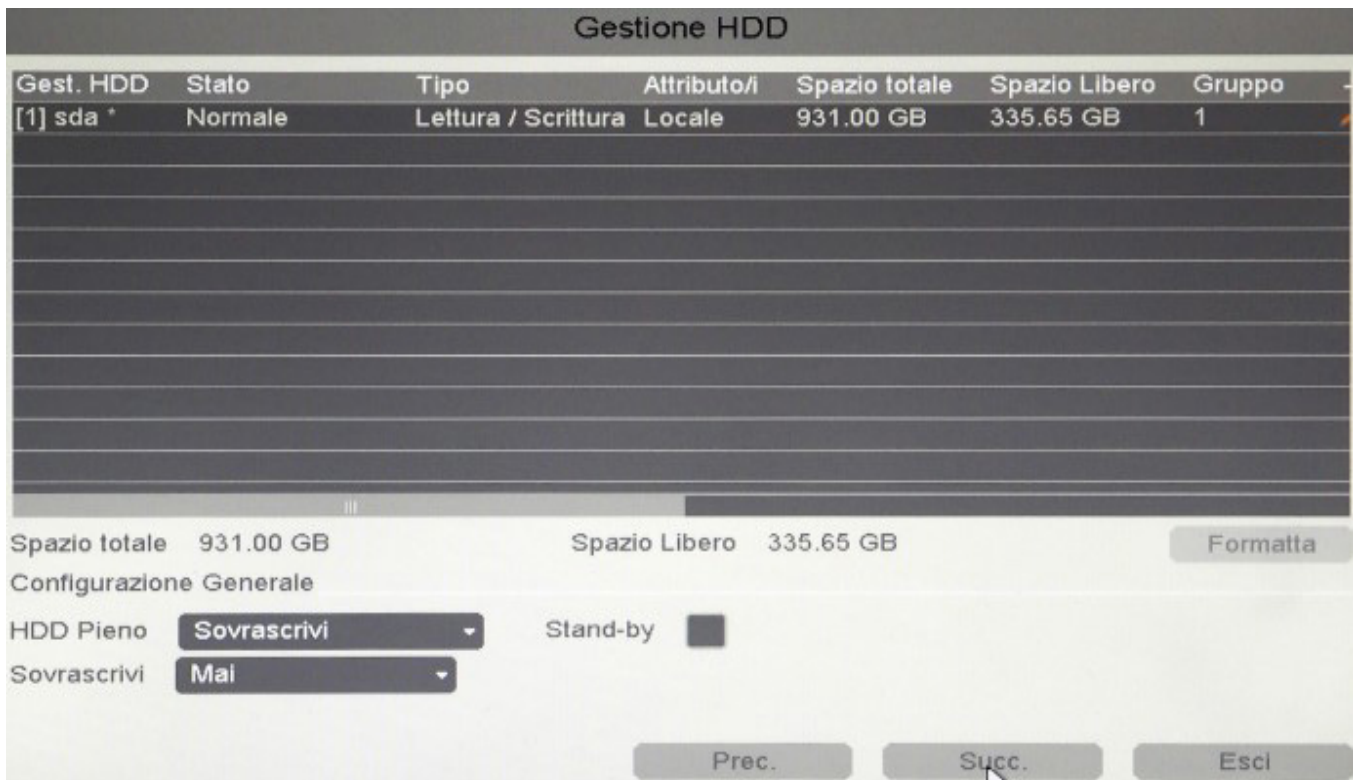 Gestione HDD
Gest. HDD Stato Tipo Attributo/i Spazio totale Spazio Libero Gruppo
[1] sda * Normale Lettura / Scrittura Locale 931.00 GB 335.65 GB 1
Spazio totale 931.00 GB Spazio Libero 335.65 GB Formatta
Configurazione Generale
HDD Pieno Sovrascrivi Stand-by
Sovrascrivi Mai
Prec. Succ. Esci